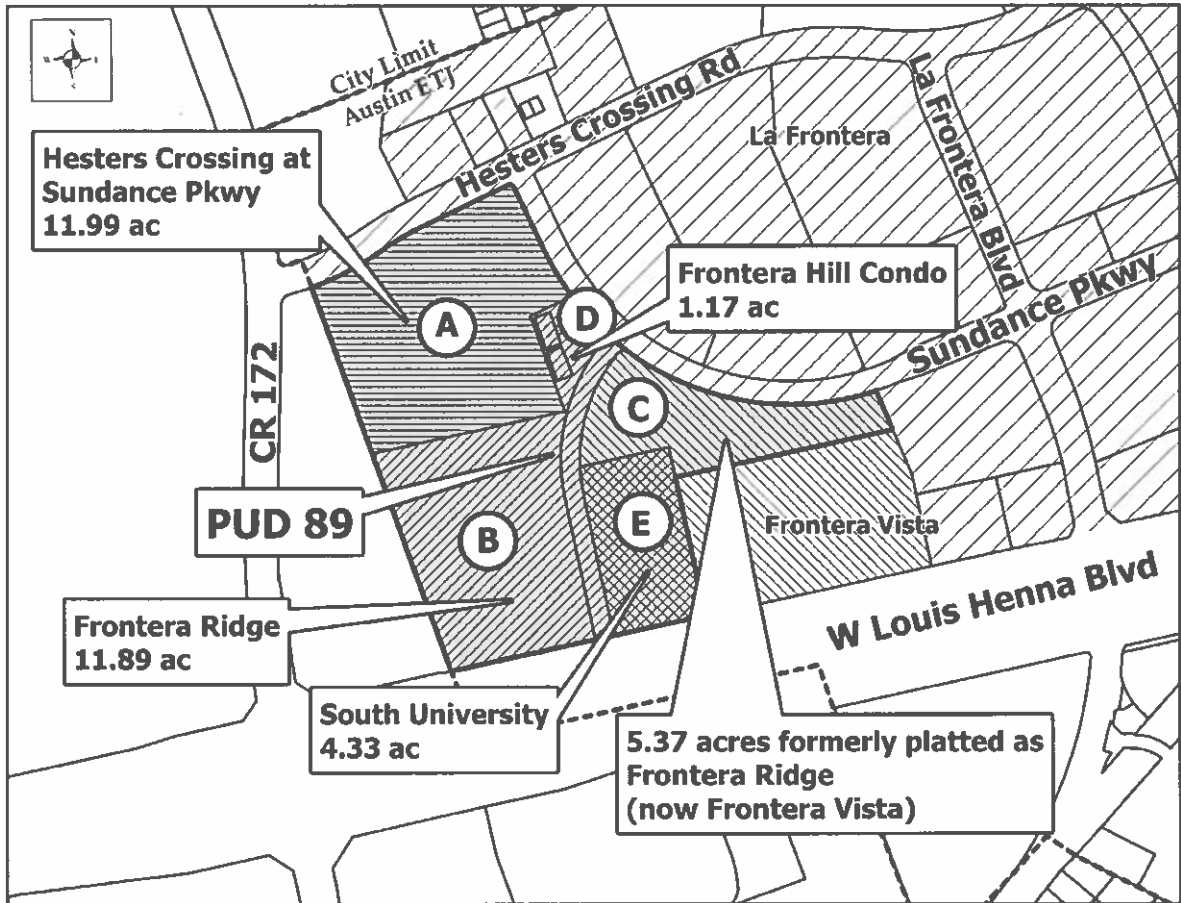 City Limit
Austin ETJ
Hesters Crossing Rd
La Frontera Blvd
La Frontera
Hesters Crossing at
Sundance Pkwy
11.99 ac
Frontera Hill Condo
1.17 ac
Sundance Pkwy
A
D
C
CR 172
PUD 89
B
E
Frontera Vista
W Louis Henna Blvd
Frontera Ridge
11.89 ac
South University
4.33 ac
5.37 acres formerly platted as
Frontera Ridge
(now Frontera Vista)